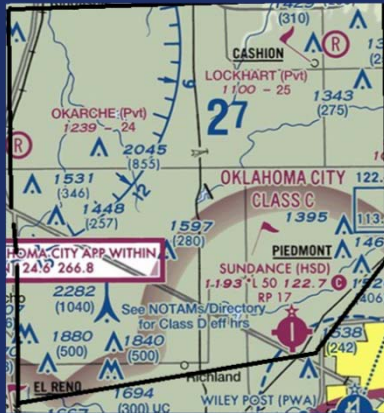 (310)
CASHION
R
LOCKHART (Pvt)
1100 - 25
OKARCHE (Pvt)
1239 - 24
6
27
1343
(275)
R
2045
(855)
1531
(346)
12
OKLAHOMA CITY
CLASS C
122.
1448
(257)
1395
1597
(280)
HOMA CITY APP WITHIN
24.6 266.8
PIEDMONT
SUNDANCE (HSD)
1193 *L 50 122.7 C
RP 17
2282
(1040)
See NOTAMs/Directory
for Class D eff hrs
1880
(500)
1840
(500)
(242)
EL RENO
Richland
1694
(300) UC
WILEY POST (PWA)